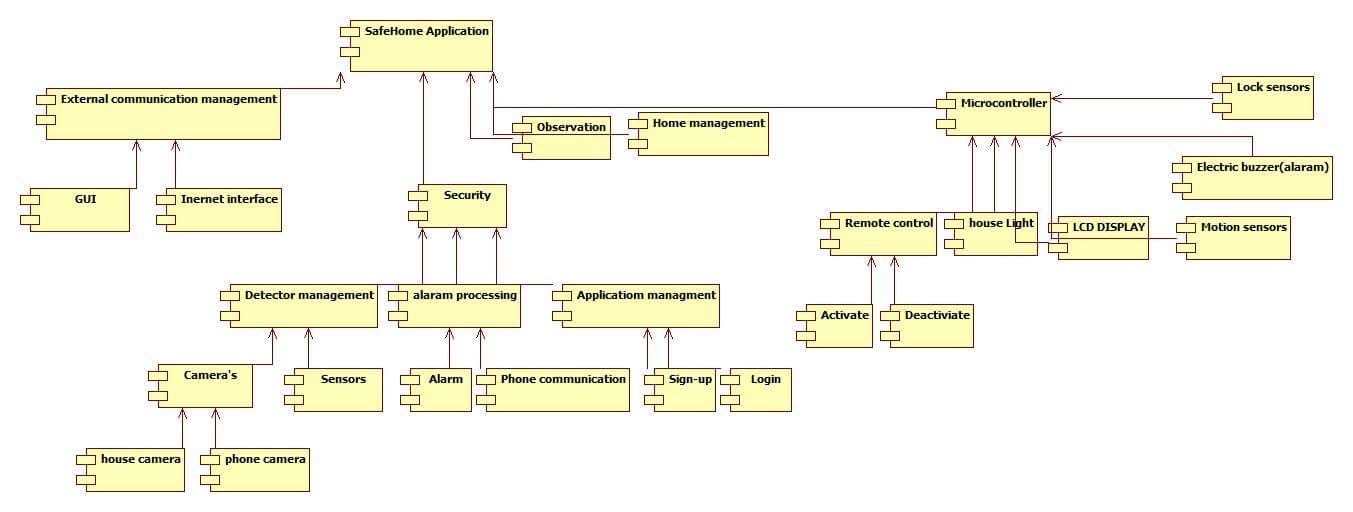 SafeHome Application
External communication management
Microcontroller
Lock sensors
Observation
Home management
Electric buzzer(alaram)
GUI
Inernet interface
Security
Remote control
house Light
LCD DISPLAY
Motion sensors
Detector management
alaram processing
Applicatiom managment
Activate
Deactiviate
Camera's
Sensors
Alarm
Phone communication
Sign-up
Login
house camera
phone camera